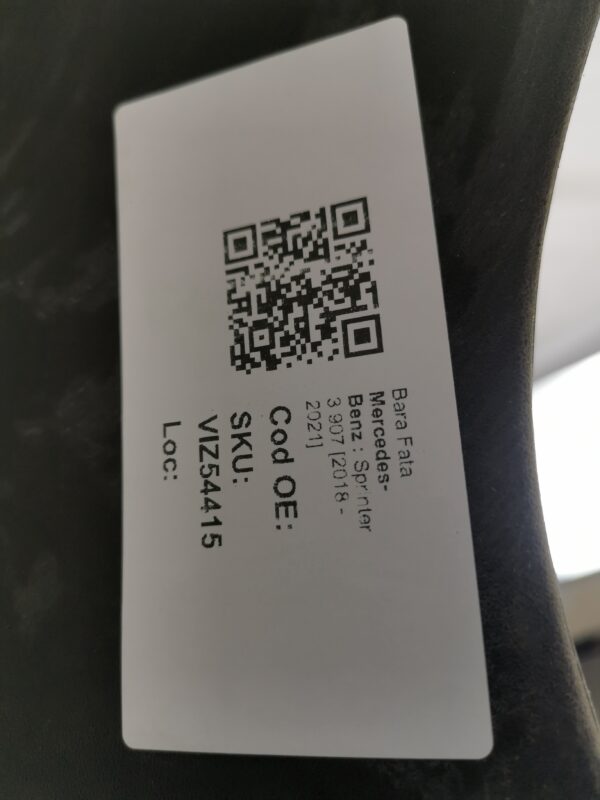 Bara Fata
Mercedes-
Benz : Sprinter
3 907 [2018 -
2021]
Cod OE:
SKU:
VIZ54415
Loc: